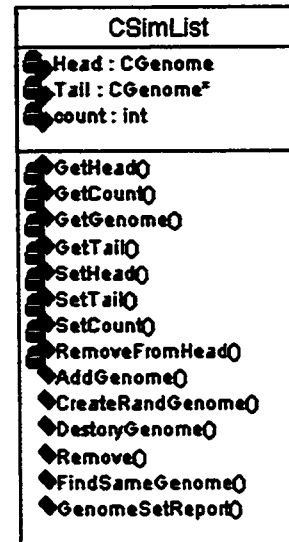 CSimList
Head : CGenome
Tail : CGenome*
count : int
GetHead()
GetCount()
GetGenome()
GetTail()
SetHead()
SetTail()
SetCount()
RemoveFromHead()
AddGenome()
CreateRandGenome()
DestoryGenome()
Remove()
FindSameGenome()
GenomeSetReport()